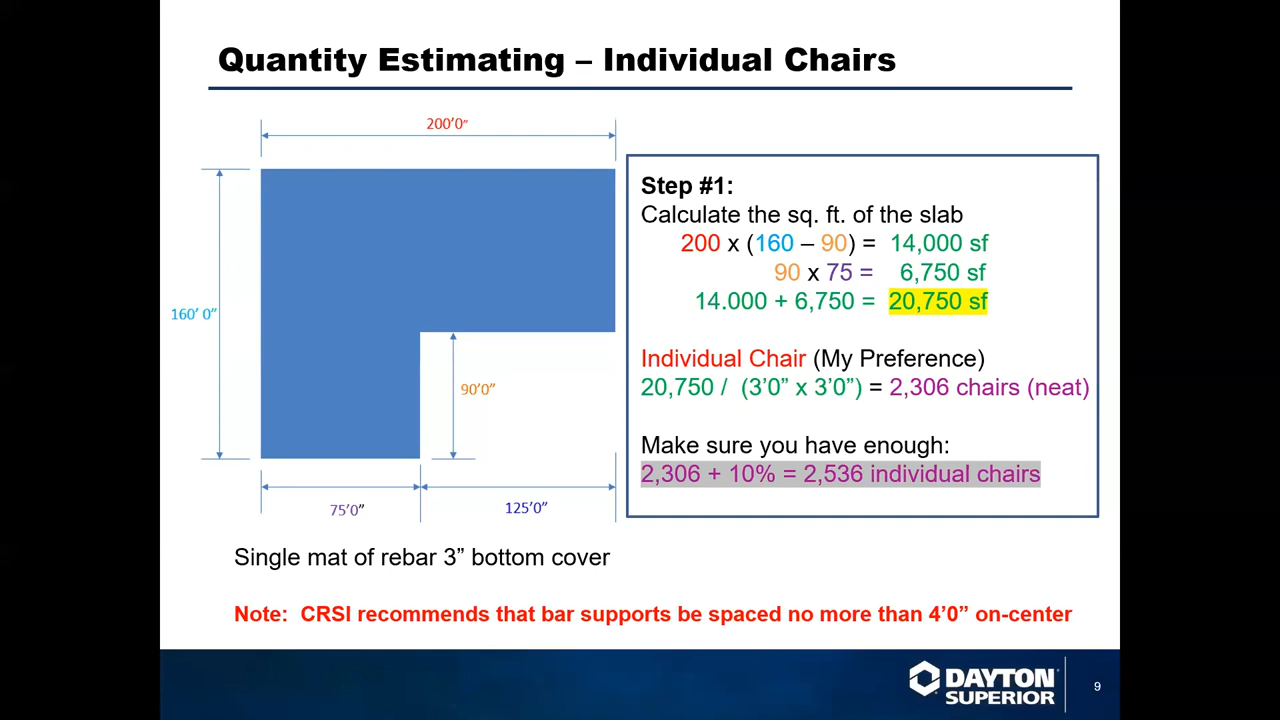 Quantity Estimating – Individual Chairs
200’0”
160’ 0”
90’0”
75’0”
125’0”
Step #1:
Calculate the sq. ft. of the slab
200 x (160 – 90) = 14,000 sf
90 x 75 = 6,750 sf
14.000 + 6,750 = 20,750 sf
Individual Chair (My Preference)
20,750 / (3’0” x 3’0”) = 2,306 chairs (neat)
Make sure you have enough:
2,306 + 10% = 2,536 individual chairs
Single mat of rebar 3” bottom cover
Note: CRSI recommends that bar supports be spaced no more than 4’0” on-center
DAYTON
SUPERIOR
9